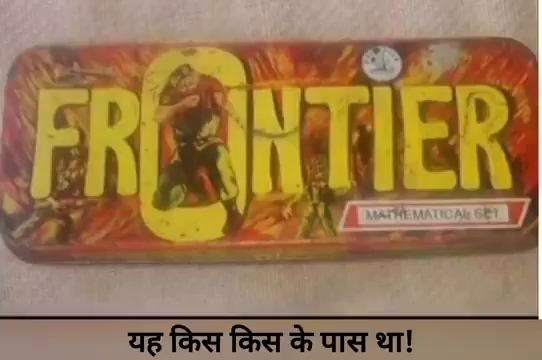 FRONTIER
MATHEMATICAL SET
यह किस किस के पास था!